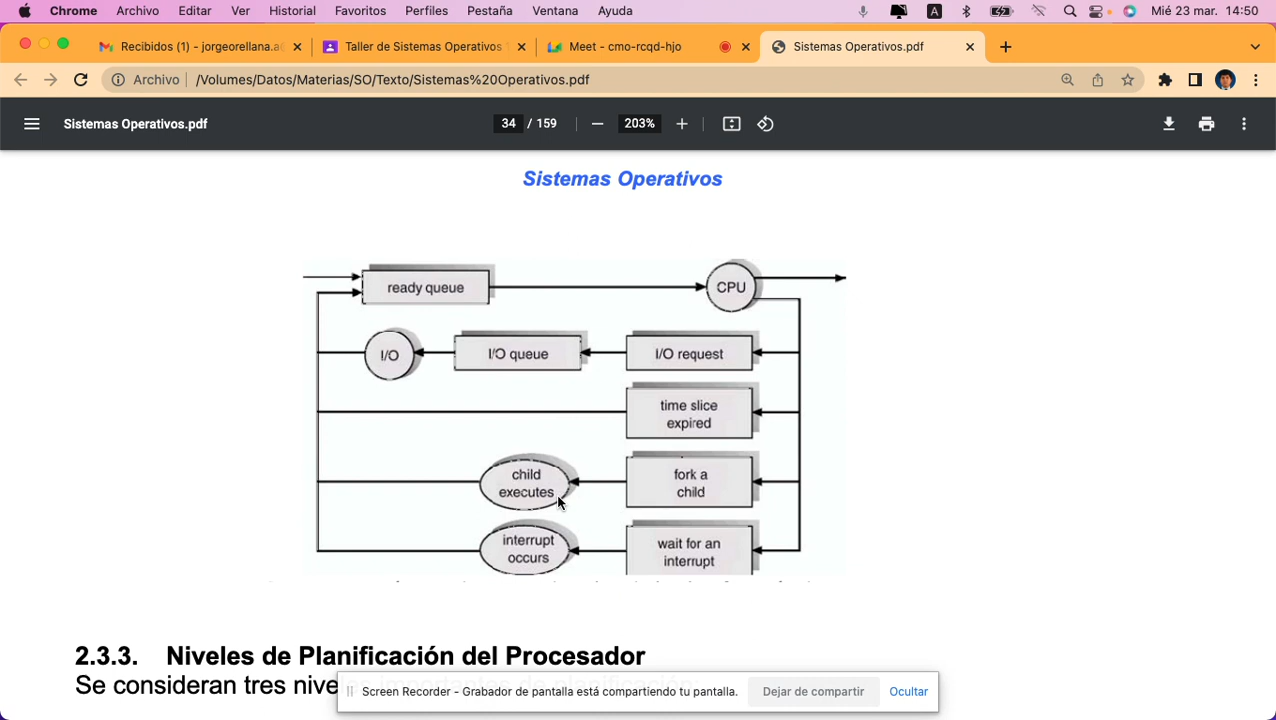 Chrome Archivo Editar Ver Historial Favoritos Perfiles Pestaña Ventana Ayuda A Mié 23 mar. 14:50
Recibidos (1) - jorgeorellana.a Taller de Sistemas Operativos Meet - cmo-rcqd-hjo Sistemas Operativos.pdf
Archivo /Volumes/Datos/Materias/SO/Texto/Sistemas%20Operativos.pdf
Sistemas Operativos.pdf 34 / 159 203%
Sistemas Operativos
ready queue CPU
I/O I/O queue I/O request
time slice
expired
child
executes
fork a
child
interrupt
occurs
wait for an
interrupt
2.3.3. Niveles de Planificación del Procesador
Se consideran tres niveles importantes de planificación:
Screen Recorder - Grabador de pantalla está compartiendo tu pantalla. Dejar de compartir Ocultar